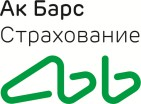 Ак Барс
Страхование